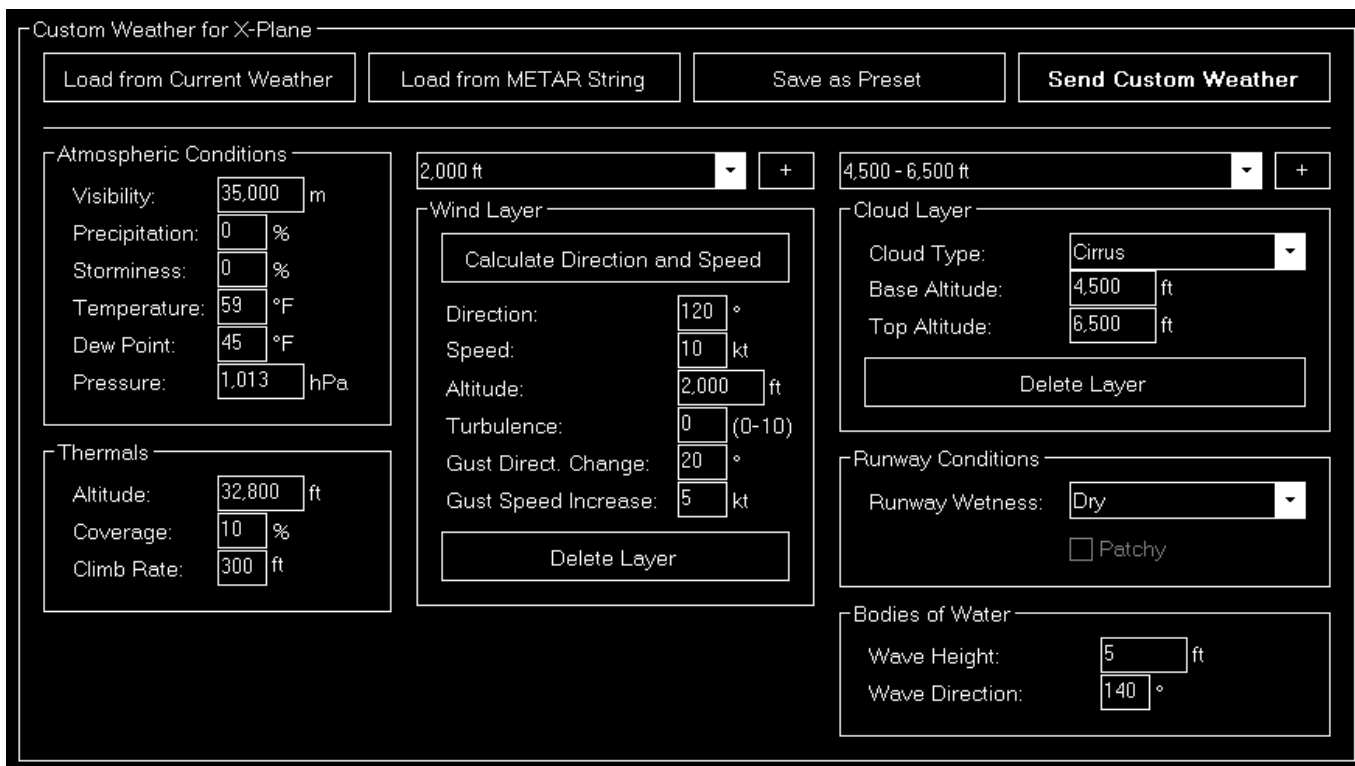 Custom Weather for X-Plane
Load from Current Weather
Load from METAR String
Save as Preset
Send Custom Weather
Atmospheric Conditions
Visibility: 35,000 m
Precipitation: 0 %
Storminess: 0 %
Temperature: 59 °F
Dew Point: 45 °F
Pressure: 1,013 hPa
Thermals
Altitude: 32,800 ft
Coverage: 10 %
Climb Rate: 300 ft
2,000 ft
+
Wind Layer
Calculate Direction and Speed
Direction: 120 °
Speed: 10 kt
Altitude: 2,000 ft
Turbulence: 0 (0-10)
Gust Direct. Change: 20 °
Gust Speed Increase: 5 kt
Delete Layer
4,500 - 6,500 ft
+
Cloud Layer
Cloud Type: Cirrus
Base Altitude: 4,500 ft
Top Altitude: 6,500 ft
Delete Layer
Runway Conditions
Runway Wetness: Dry
Patchy
Bodies of Water
Wave Height: 5 ft
Wave Direction: 140 °